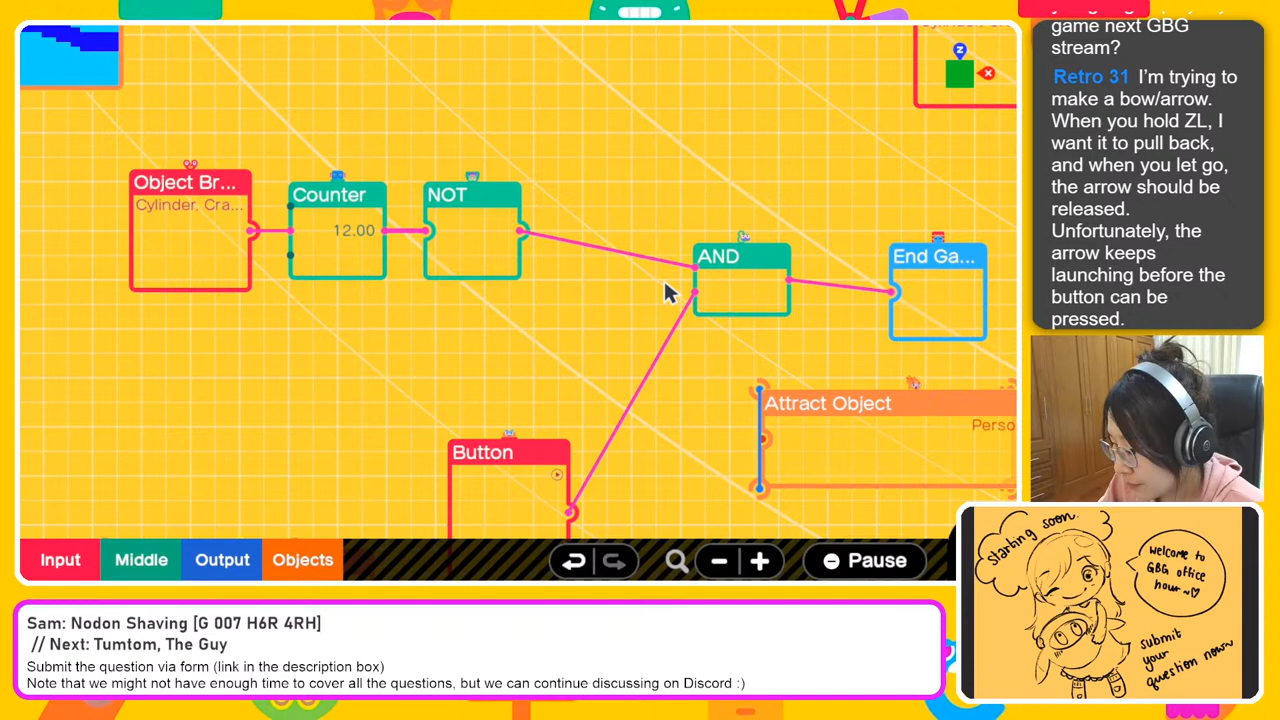 game next GBG
stream?
Retro 31 I'm trying to
make a bow/arrow.
When you hold ZL, I
want it to pull back,
and when you let go,
the arrow should be
released.
Unfortunately, the
arrow keeps
launching before the
button can be
pressed.
Z
X
Object Br...
Cylinder, Cra...
Counter
12.00
NOT
AND
End Ga...
Attract Object
Perso
Button
Input Middle Output Objects
Pause
starting soon.
welcome to
GBG office
hour~♡
submit
your
question now~
Sam: Nodon Shaving [G 007 H6R 4RH]
// Next: Tumtom, The Guy
Submit the question via form (link in the description box)
Note that we might not have enough time to cover all the questions, but we can continue discussing on Discord :)